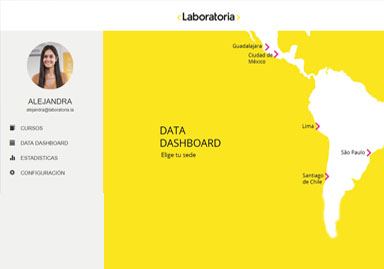 ‹Laboratoria›
ALEJANDRA
alejandra@laboratoria.la
CURSOS
DATA DASHBOARD
ESTADISTICAS
CONFIGURACIÓN
DATA
DASHBOARD
Elige tu sede
Guadalajara
Ciudad de
México
Lima
São Paulo
Santiago
de Chile